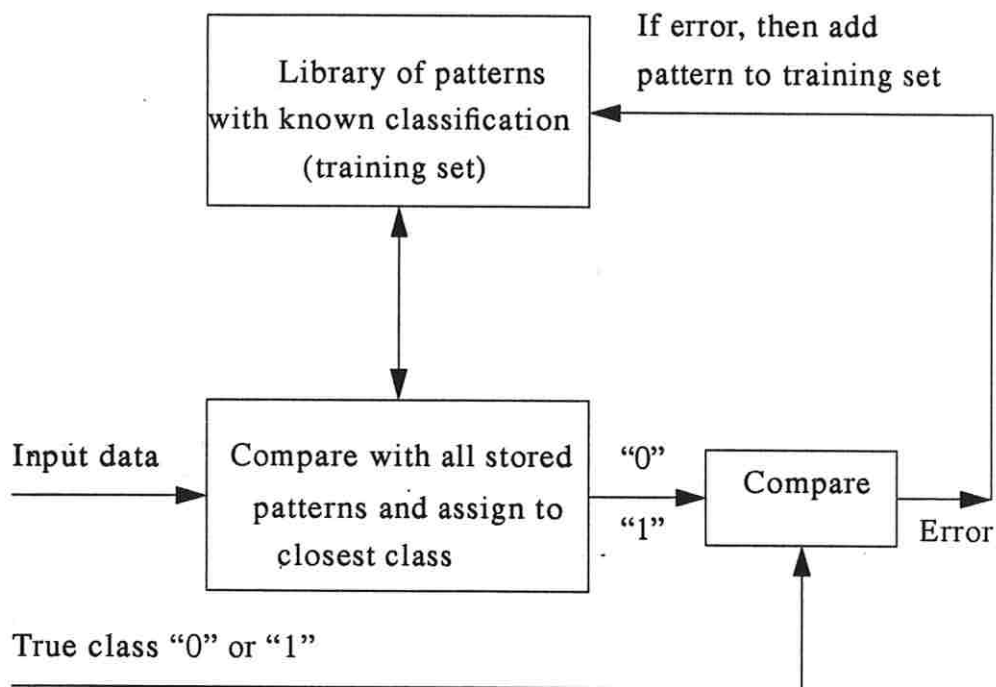 If error, then add
pattern to training set
Library of patterns
with known classification
(training set)
Input data
Compare with all stored
patterns and assign to
closest class
“0”
“1”
Compare
Error
True class “0” or “1”